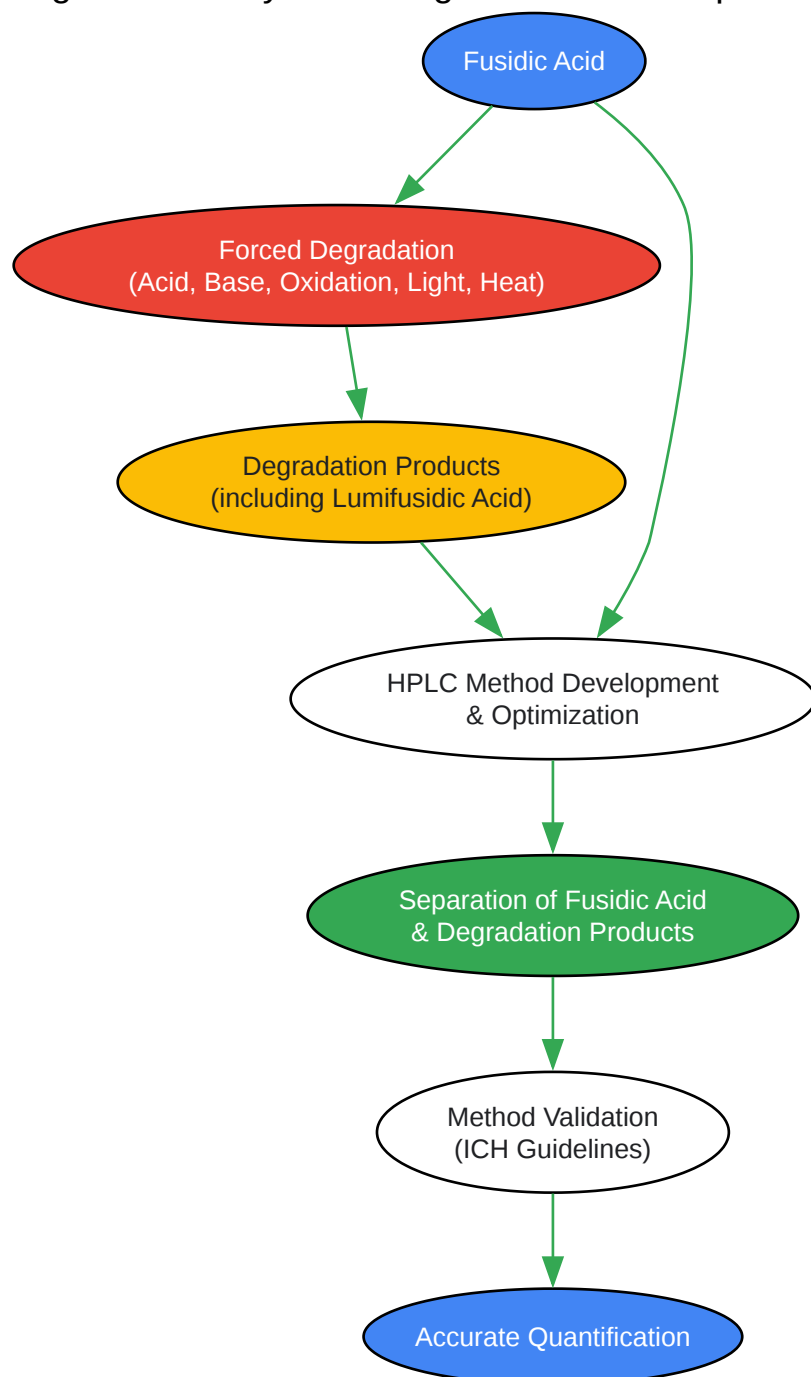 Fusidic Acid
Forced Degradation
(Acid, Base, Oxidation, Light, Heat)
Degradation Products
(including Lumifusidic Acid)
HPLC Method Development
& Optimization
Separation of Fusidic Acid
& Degradation Products
Method Validation
(ICH Guidelines)
Accurate Quantification